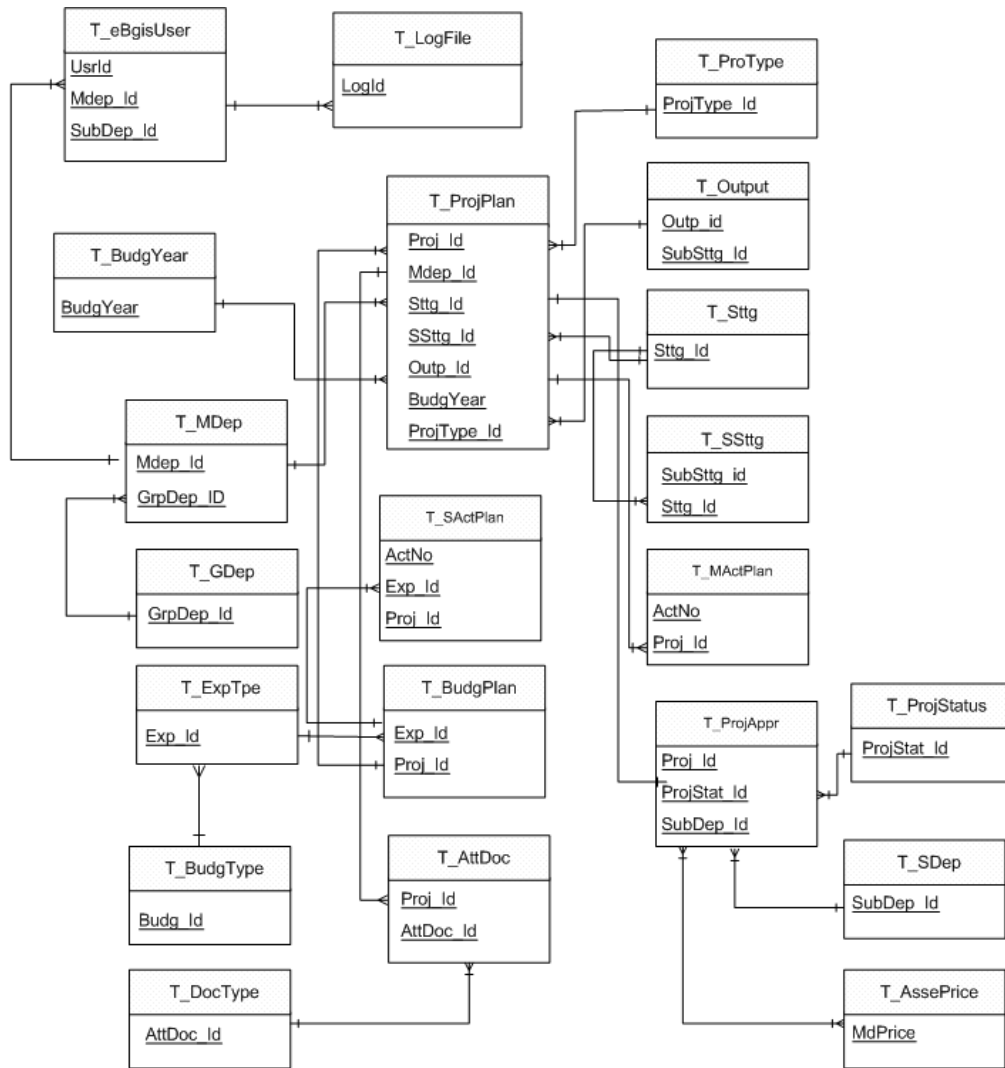 T_eBgisUser
UsrId
Mdep_Id
SubDep_Id
T_LogFile
LogId
T_ProType
ProjType_Id
T_ProjPlan
Proj_Id
Mdep_Id
Sttg_Id
SSttg_Id
Outp_Id
BudgYear
ProjType_Id
T_Output
Outp_id
SubSttg_Id
T_BudgYear
BudgYear
T_Sttg
Sttg_Id
T_MDep
Mdep_Id
GrpDep_ID
T_SSttg
SubSttg_id
Sttg_Id
T_SActPlan
ActNo
Exp_Id
Proj_Id
T_GDep
GrpDep_Id
T_MActPlan
ActNo
Proj_Id
T_ExpTpe
Exp_Id
T_BudgPlan
Exp_Id
Proj_Id
T_ProjAppr
Proj_Id
ProjStat_Id
SubDep_Id
T_ProjStatus
ProjStat_Id
T_BudgType
Budg_Id
T_AttDoc
Proj_Id
AttDoc_Id
T_SDep
SubDep_Id
T_DocType
AttDoc_Id
T_AssePrice
MdPrice